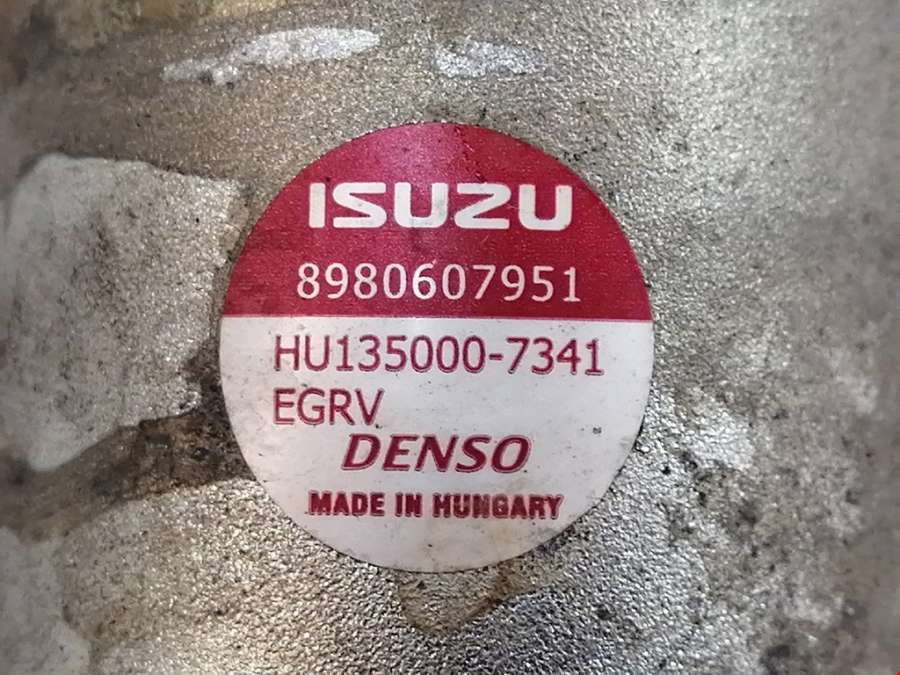 ISUZU
8980607951
HU135000-7341
EGRV
DENSO
MADE IN HUNGARY